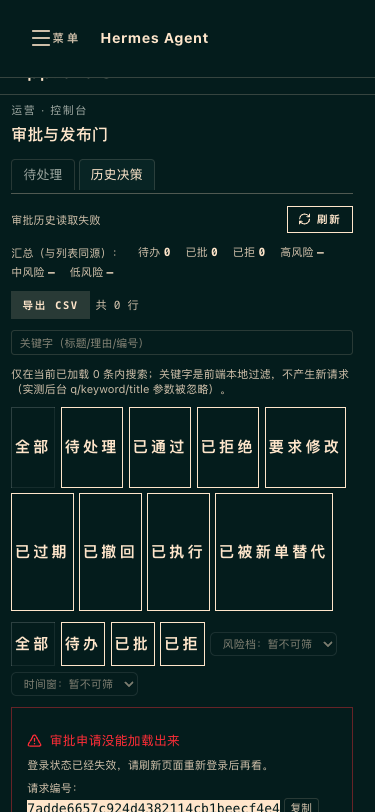 菜单 Hermes Agent
运营 · 控制台
审批与发布门
待处理 历史决策
审批历史读取失败 刷新
汇总（与列表同源）： 待办 0 已批 0 已拒 0 高风险 —
中风险 — 低风险 —
导出 CSV 共 0 行
关键字（标题/理由/编号）
仅在当前已加载 0 条内搜索；关键字是前端本地过滤，不产生新请求
（实测后台 q/keyword/title 参数被忽略）。
全部 待处理 已通过 已拒绝 要求修改
已过期 已撤回 已执行 已被新单替代
全部 待办 已批 已拒 风险档：暂不可筛
时间窗：暂不可筛
审批申请没能加载出来
登录状态已经失效，请刷新页面重新登录后再看。
请求编号：
7adde6657c924d4382114cb1beecf4e4 复制